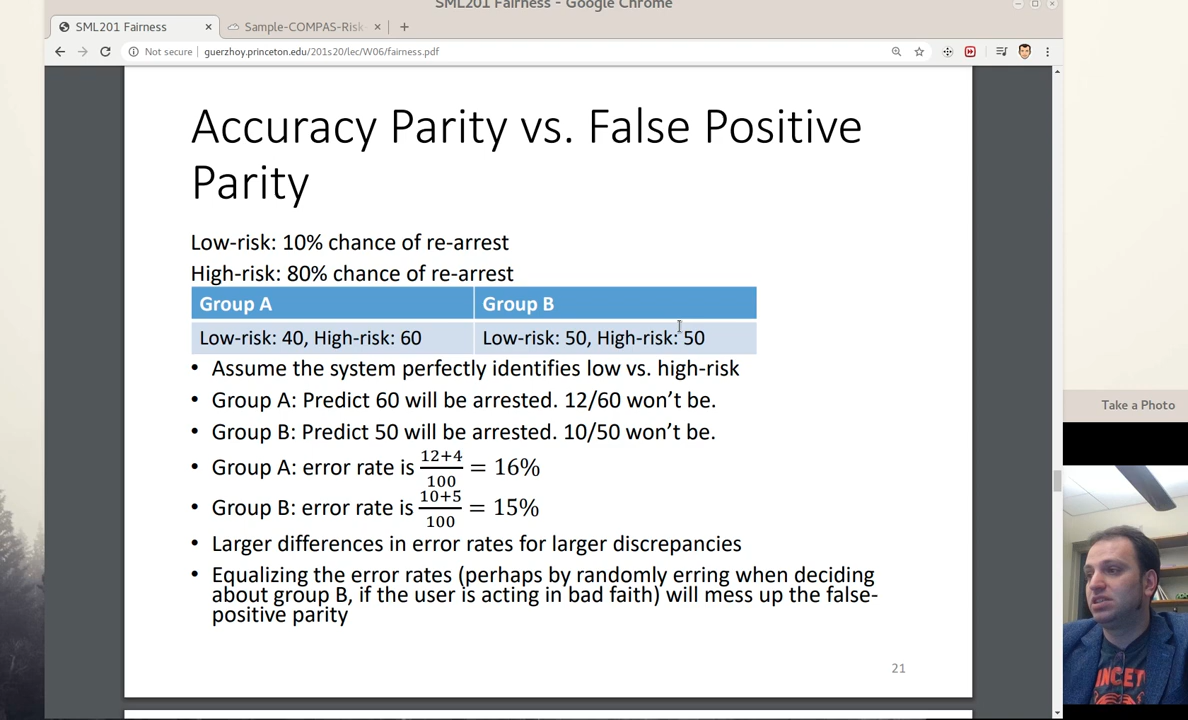 SML201 Fairness - Google Chrome
SML201 Fairness
Sample-COMPAS-Risk
Not secure
guerzhoy.princeton.edu/201s20/lec/W06/fairness.pdf
Accuracy Parity vs. False Positive
Parity
Low-risk: 10% chance of re-arrest
High-risk: 80% chance of re-arrest
Group A
Group B
Low-risk: 40, High-risk: 60
Low-risk: 50, High-risk: 50
• Assume the system perfectly identifies low vs. high-risk
• Group A: Predict 60 will be arrested. 12/60 won't be.
• Group B: Predict 50 will be arrested. 10/50 won't be.
• Group A: error rate is 12+4/100 = 16%
• Group B: error rate is 10+5/100 = 15%
• Larger differences in error rates for larger discrepancies
• Equalizing the error rates (perhaps by randomly erring when deciding
about group B, if the user is acting in bad faith) will mess up the false-
positive parity
21
Take a Photo